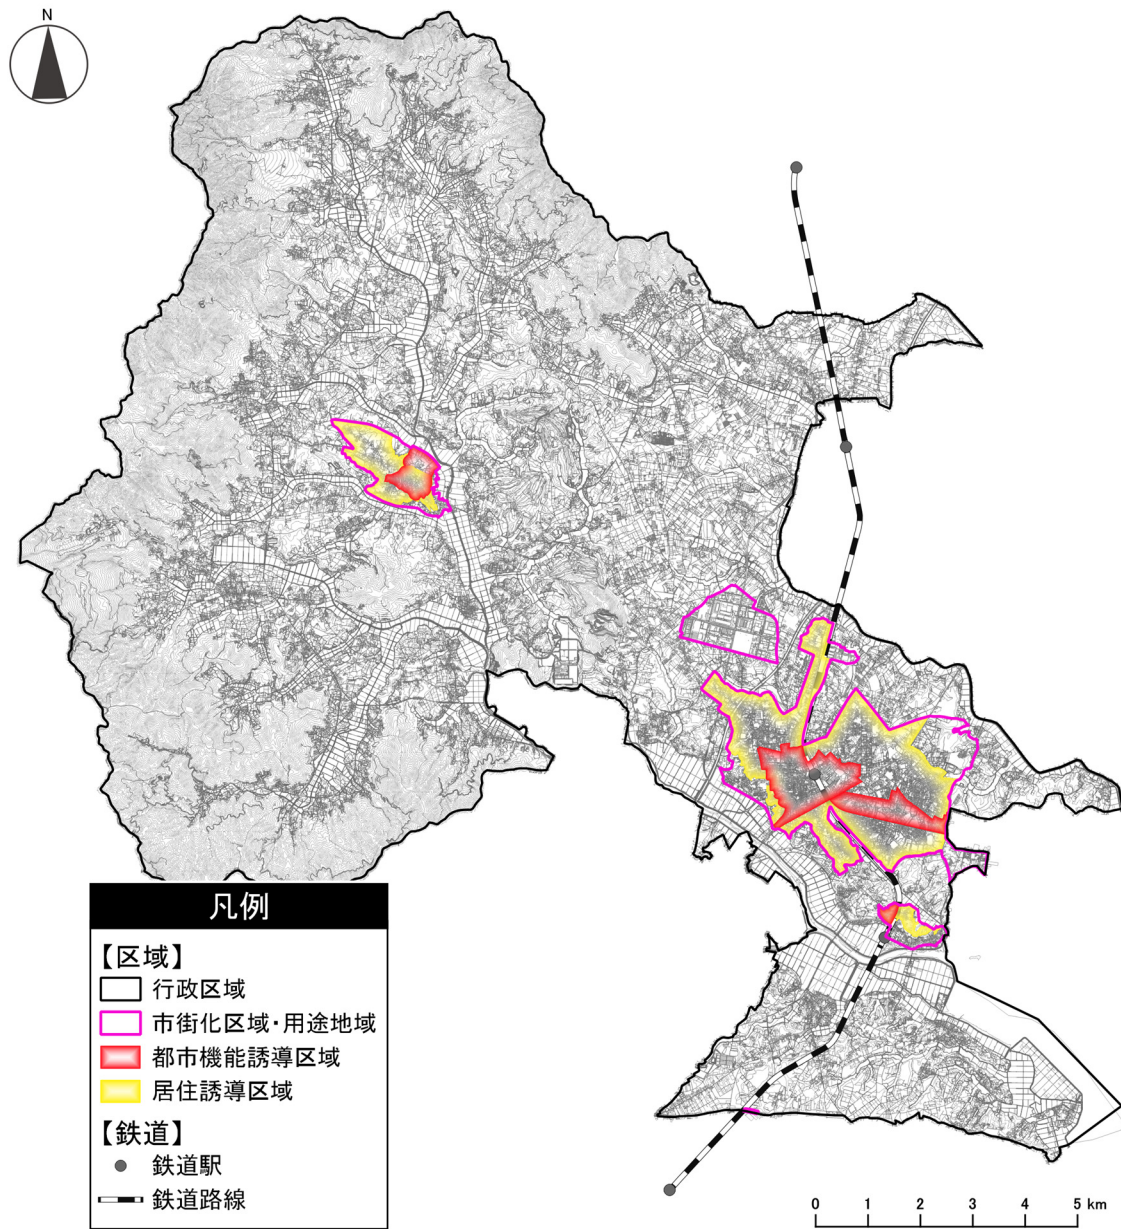 N
凡例
【区域】
行政区域
市街化区域・用途地域
都市機能誘導区域
居住誘導区域
【鉄道】
鉄道駅
鉄道路線
0 1 2 3 4 5 km